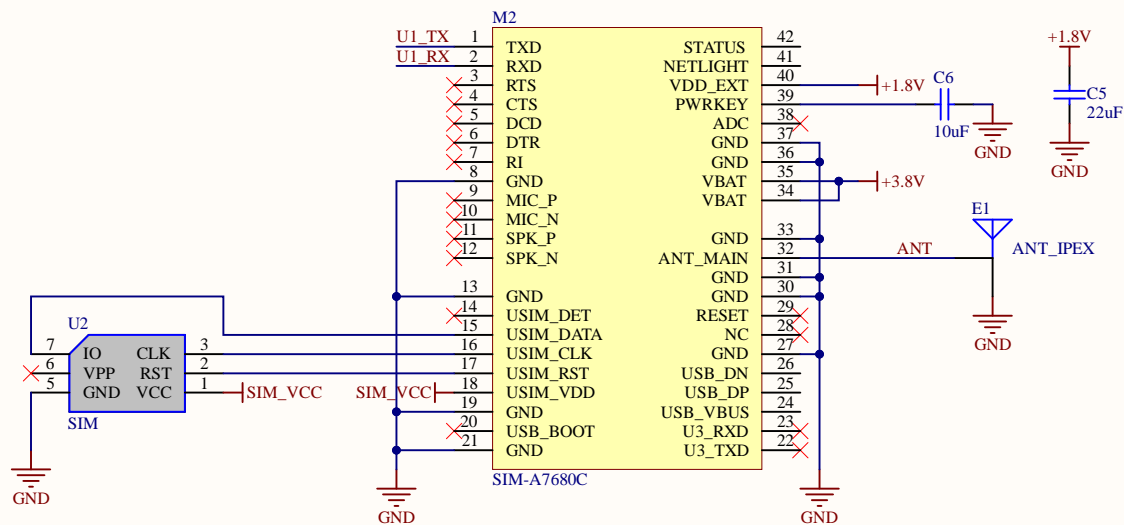 M2
U1_TX 1 TXD STATUS 42
U1_RX 2 RXD NETLIGHT 41
3 RTS VDD_EXT 40 +1.8V
4 CTS PWRKEY 39
5 DCD ADC 38
6 DTR GND 37
7 RI GND 36
8 GND VBAT 35 +3.8V
9 MIC_P VBAT 34
10 MIC_N
11 SPK_P GND 33
12 SPK_N ANT_MAIN 32 ANT
GND 31
13 GND GND 30
14 USIM_DET RESET 29
15 USIM_DATA NC 28
16 USIM_CLK GND 27
17 USIM_RST USB_DN 26
SIM_VCC 18 USIM_VDD USB_DP 25
19 GND USB_VBUS 24
20 USB_BOOT U3_RXD 23
21 GND U3_TXD 22
SIM-A7680C
GND
GND
C6
10uF
GND
+1.8V
C5
22uF
GND
E1
ANT_IPEX
GND
U2
7 IO CLK 3
6 VPP RST 2
5 GND VCC 1 SIM_VCC
SIM
GND